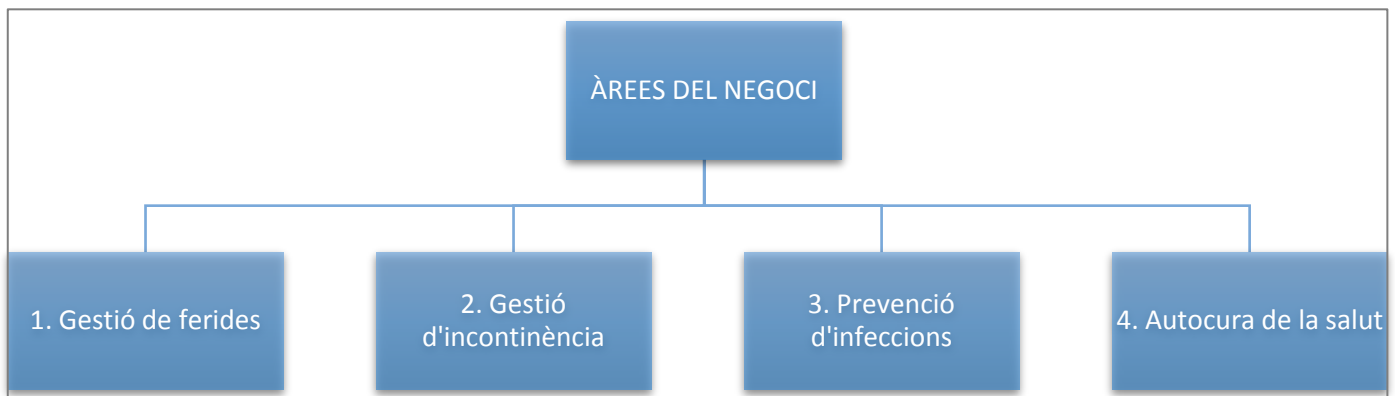 ÀREES DEL NEGOCI
1. Gestió de ferides
2. Gestió
d'incontinència
3. Prevenció
d'infeccions
4. Autocura de la salut